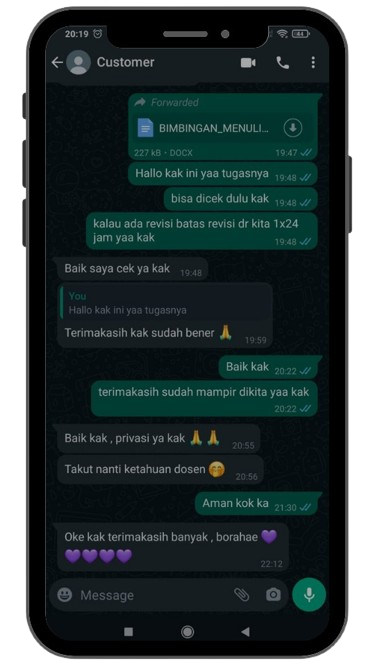 20:19
Customer
Forwarded
BIMBINGAN_MENULI...
227 kB • DOCX 19:47
Hallo kak ini yaa tugasnya 19:48
bisa dicek dulu kak 19:48
kalau ada revisi batas revisi dr kita 1x24
jam yaa kak 19:48
Baik saya cek ya kak 19:48
You
Hallo kak ini yaa tugasnya
Terimakasih kak sudah bener 🙏 19:59
Baik kak 20:22
terimakasih sudah mampir dikita yaa kak
20:22
Baik kak , privasi ya kak 🙏🙏 20:55
Takut nanti ketahuan dosen 🤭 20:56
Aman kok ka 21:30
Oke kak terimakasih banyak , borahae 💜
💜💜💜💜 22:12
Message